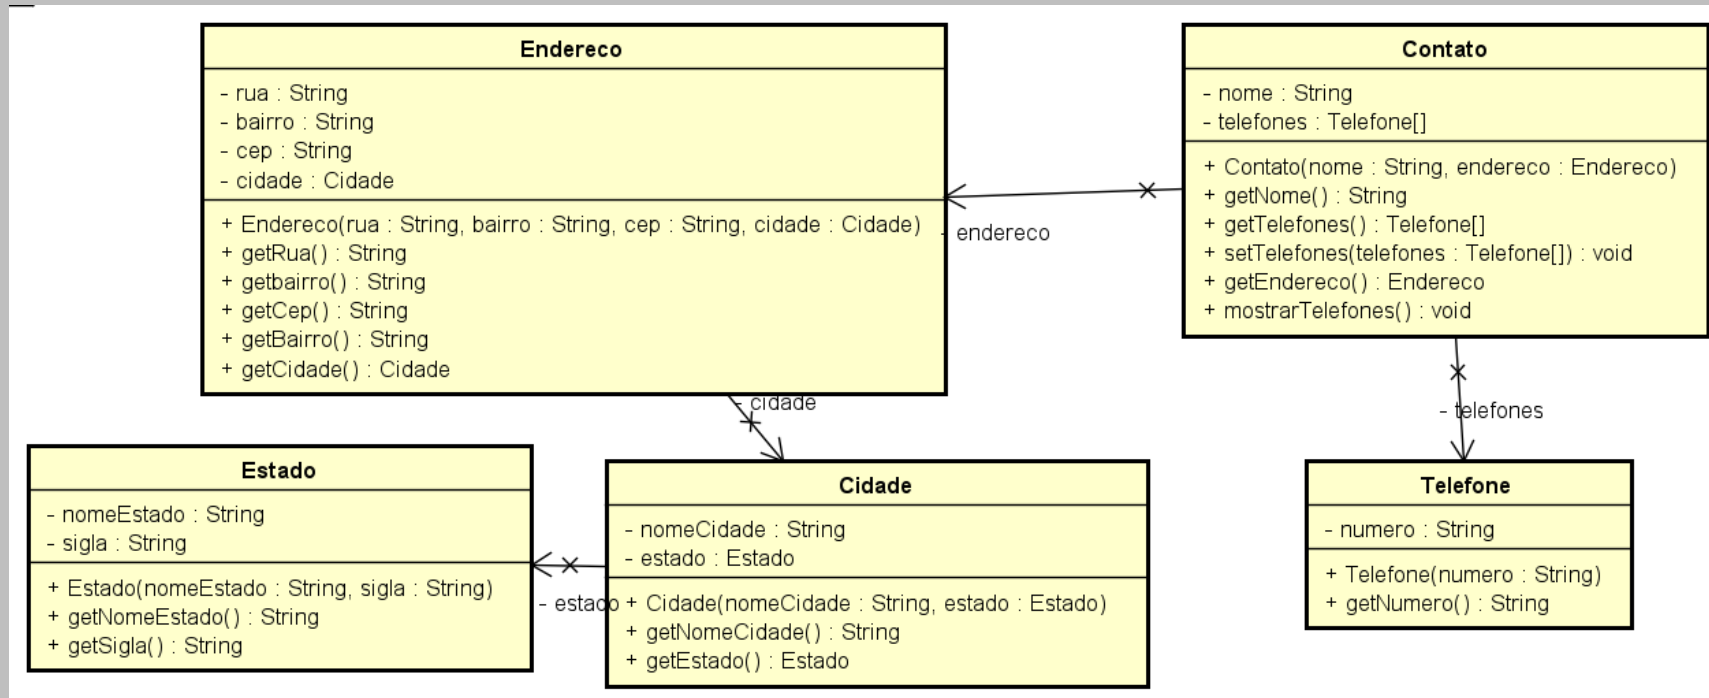 Endereco
- rua : String
- bairro : String
- cep : String
- cidade : Cidade
+ Endereco(rua : String, bairro : String, cep : String, cidade : Cidade)
+ getRua() : String
+ getbairro() : String
+ getCep() : String
+ getBairro() : String
+ getCidade() : Cidade
Contato
- nome : String
- telefones : Telefone[]
+ Contato(nome : String, endereco : Endereco)
+ getNome() : String
+ getTelefones() : Telefone[]
+ setTelefones(telefones : Telefone[]) : void
+ getEndereco() : Endereco
+ mostrarTelefones() : void
- endereco
- cidade
- telefones
Estado
- nomeEstado : String
- sigla : String
+ Estado(nomeEstado : String, sigla : String)
+ getNomeEstado() : String
+ getSigla() : String
- estado
Cidade
- nomeCidade : String
- estado : Estado
+ Cidade(nomeCidade : String, estado : Estado)
+ getNomeCidade() : String
+ getEstado() : Estado
Telefone
- numero : String
+ Telefone(numero : String)
+ getNumero() : String